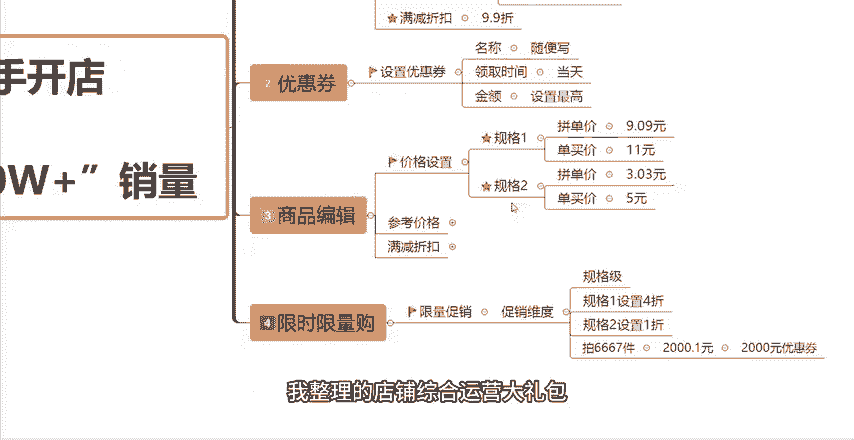 满减折扣 9.9折
手开店
0W+”销量
2 优惠券
设置优惠券
名称 随便写
领取时间 当天
金额 设置最高
3 商品编辑
价格设置
规格1
拼单价 9.09元
单买价 11元
规格2
拼单价 3.03元
单买价 5元
参考价格
满减折扣
4 限时限量购
限量促销 促销维度
规格级
规格1设置4折
规格2设置1折
拍6667件 2000.1元 2000元优惠券
我整理的店铺综合运营大礼包